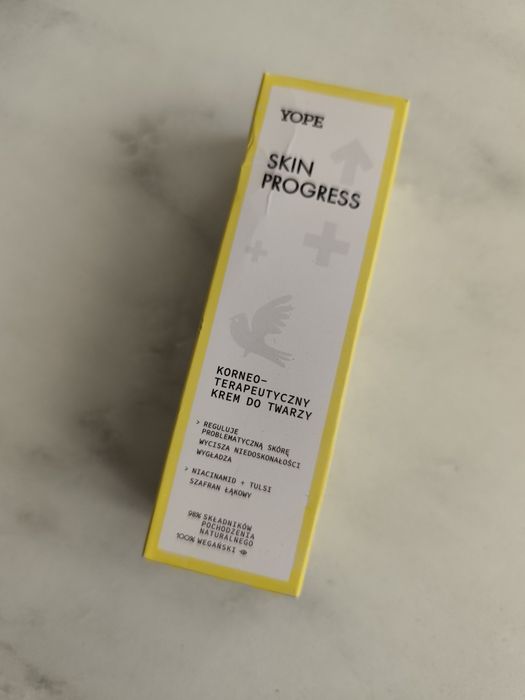 YOPE
SKIN
PROGRESS
KORNEO-
TERAPEUTYCZNY
KREM DO TWARZY
> REGULUJE
PROBLEMATYCZNĄ SKÓRĘ
WYCISZA NIEDOSKONAŁOŚCI
WYGŁADZA
> NIACINAMID + TULSI
SZAFRAN ŁĄKOWY
98% SKŁADNIKÓW
POCHODZENIA
NATURALNEGO
100% WEGAŃSKI